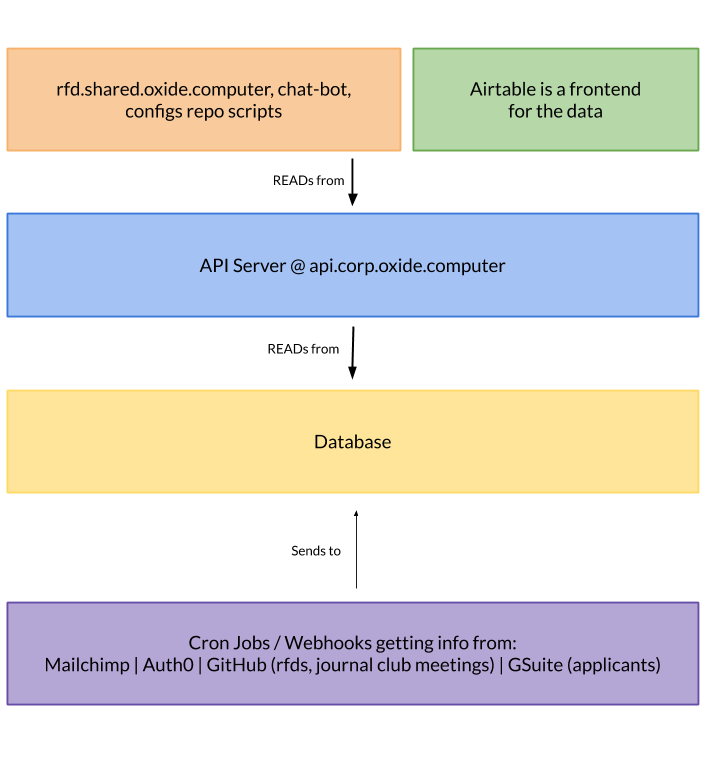 rfd.shared.oxide.computer, chat-bot,
configs repo scripts
Airtable is a frontend
for the data
READs from
API Server @ api.corp.oxide.computer
READs from
Database
Sends to
Cron Jobs / Webhooks getting info from:
Mailchimp | Auth0 | GitHub (rfds, journal club meetings) | GSuite (applicants)